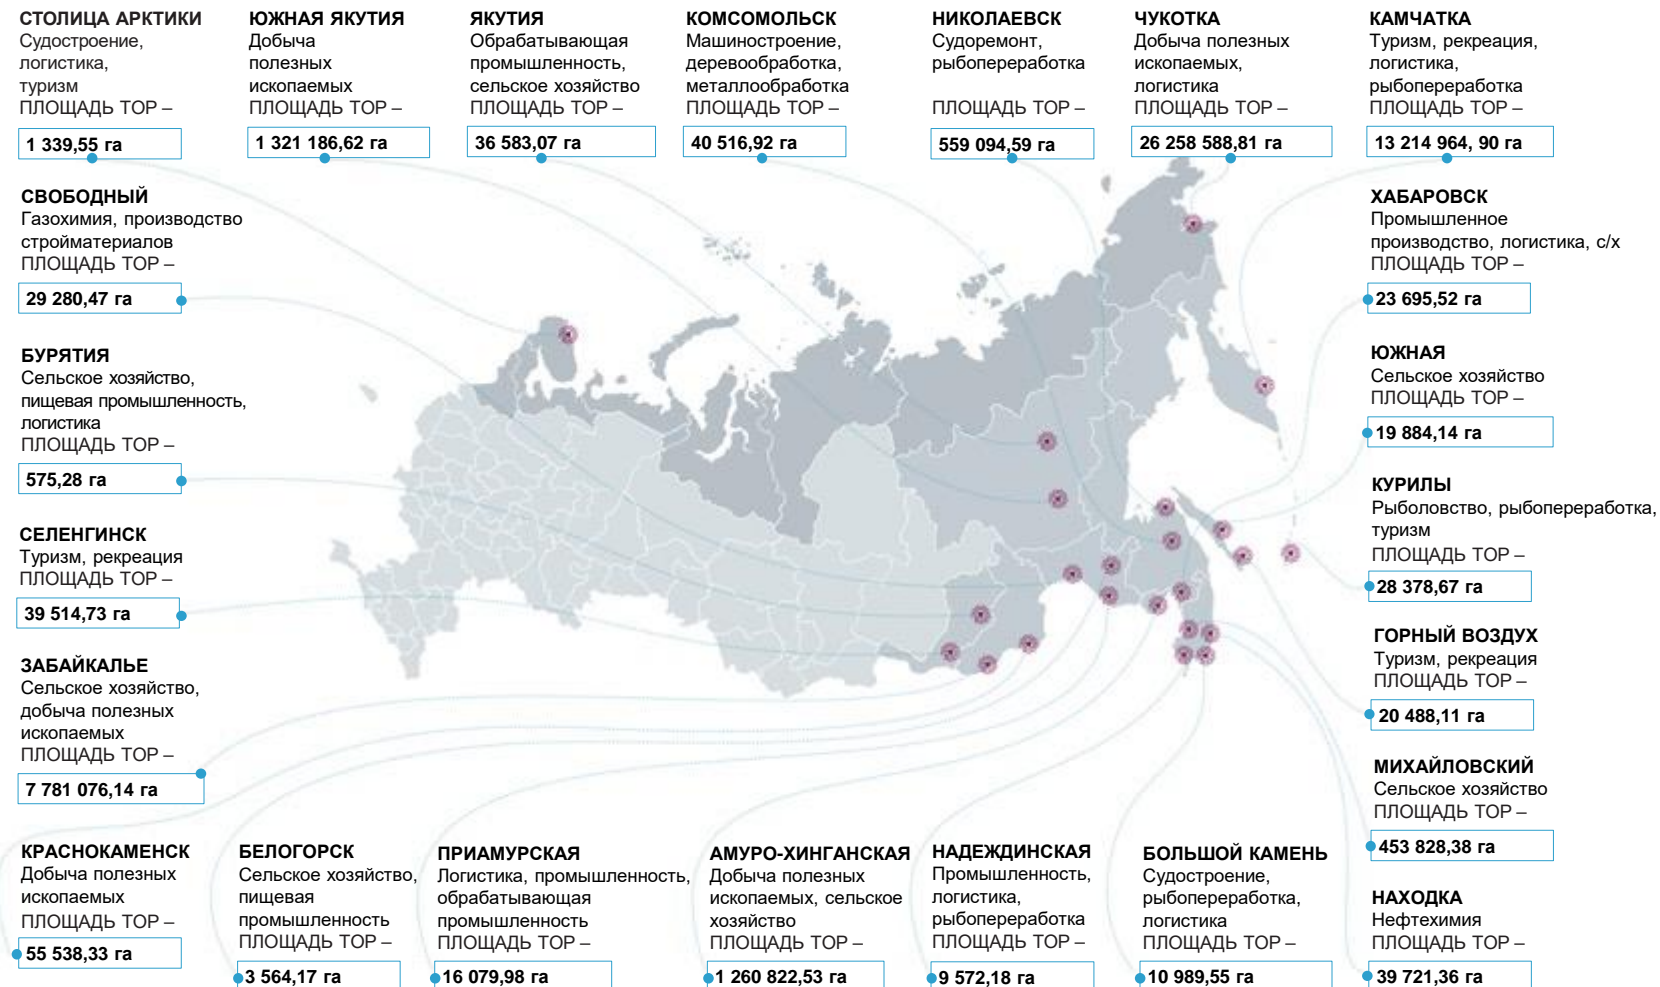 СТОЛИЦА АРКТИКИ
Судостроение,
логистика,
туризм
ПЛОЩАДЬ ТОР –
1 339,55 га
ЮЖНАЯ ЯКУТИЯ
Добыча
полезных
ископаемых
ПЛОЩАДЬ ТОР –
1 321 186,62 га
ЯКУТИЯ
Обрабатывающая
промышленность,
сельское хозяйство
ПЛОЩАДЬ ТОР –
36 583,07 га
КОМСОМОЛЬСК
Машиностроение,
деревообработка,
металлообработка
ПЛОЩАДЬ ТОР –
40 516,92 га
НИКОЛАЕВСК
Судоремонт,
рыбопереработка
ПЛОЩАДЬ ТОР –
559 094,59 га
ЧУКОТКА
Добыча полезных
ископаемых,
логистика
ПЛОЩАДЬ ТОР –
26 258 588,81 га
КАМЧАТКА
Туризм, рекреация,
логистика,
рыбопереработка
ПЛОЩАДЬ ТОР –
13 214 964, 90 га
СВОБОДНЫЙ
Газохимия, производство
стройматериалов
ПЛОЩАДЬ ТОР –
29 280,47 га
БУРЯТИЯ
Сельское хозяйство,
пищевая промышленность,
логистика
ПЛОЩАДЬ ТОР –
575,28 га
СЕЛЕНГИНСК
Туризм, рекреация
ПЛОЩАДЬ ТОР –
39 514,73 га
ЗАБАЙКАЛЬЕ
Сельское хозяйство,
добыча полезных
ископаемых
ПЛОЩАДЬ ТОР –
7 781 076,14 га
ХАБАРОВСК
Промышленное
производство, логистика, с/х
ПЛОЩАДЬ ТОР –
23 695,52 га
ЮЖНАЯ
Сельское хозяйство
ПЛОЩАДЬ ТОР –
19 884,14 га
КУРИЛЫ
Рыболовство, рыбопереработка,
туризм
ПЛОЩАДЬ ТОР –
28 378,67 га
ГОРНЫЙ ВОЗДУХ
Туризм, рекреация
ПЛОЩАДЬ ТОР –
20 488,11 га
МИХАЙЛОВСКИЙ
Сельское хозяйство
ПЛОЩАДЬ ТОР –
453 828,38 га
КРАСНОКАМЕНСК
Добыча полезных
ископаемых
ПЛОЩАДЬ ТОР –
55 538,33 га
БЕЛОГОРСК
Сельское хозяйство,
пищевая
промышленность
ПЛОЩАДЬ ТОР –
3 564,17 га
ПРИАМУРСКАЯ
Логистика, промышленность,
обрабатывающая
промышленность
ПЛОЩАДЬ ТОР –
16 079,98 га
АМУРО-ХИНГАНСКАЯ
Добыча полезных
ископаемых, сельское
хозяйство
ПЛОЩАДЬ ТОР –
1 260 822,53 га
НАДЕЖДИНСКАЯ
Промышленность,
логистика,
рыбопереработка
ПЛОЩАДЬ ТОР –
9 572,18 га
БОЛЬШОЙ КАМЕНЬ
Судостроение,
рыбопереработка,
логистика
ПЛОЩАДЬ ТОР –
10 989,55 га
НАХОДКА
Нефтехимия
ПЛОЩАДЬ ТОР –
39 721,36 га